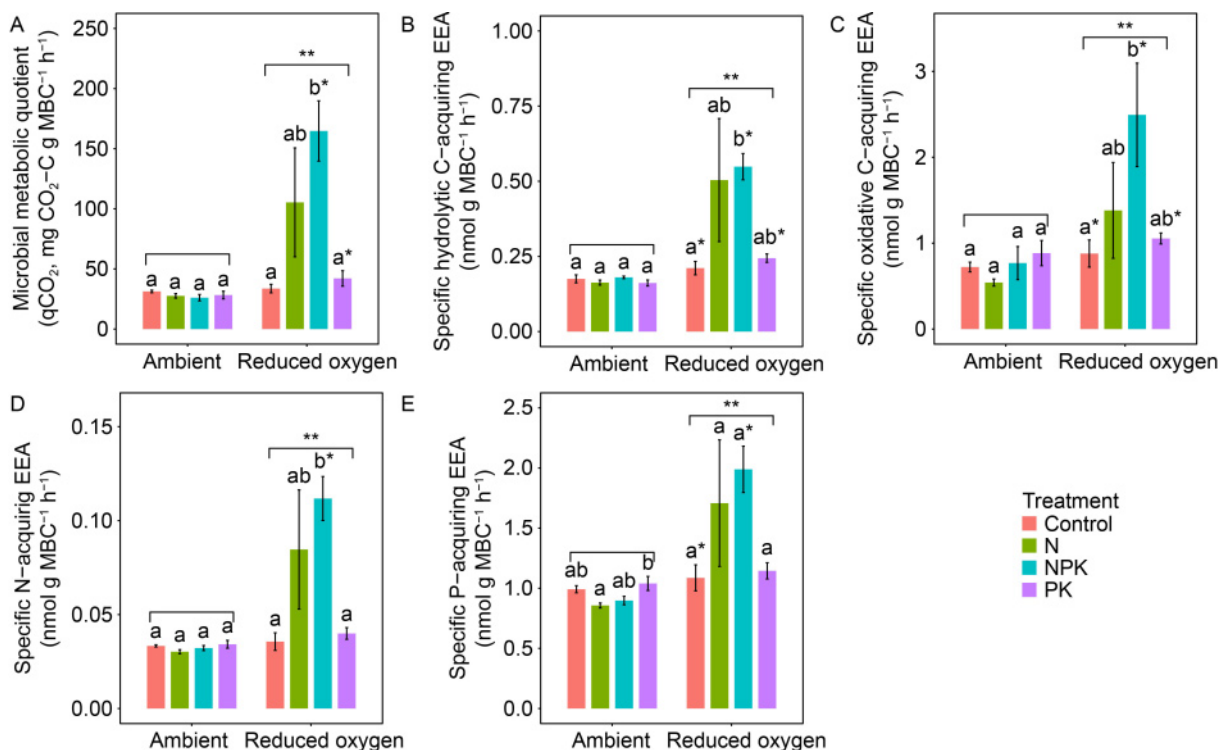 A
Microbial metabolic quotient
(qCO₂, mg CO₂−C g MBC⁻¹ h⁻¹)
250
200
150
100
50
0
a
a
a
a
**
a
ab
b*
a*
Ambient
Reduced oxygen
B
Specific hydrolytic C−acquiring EEA
(nmol g MBC⁻¹ h⁻¹)
1.00
0.75
0.50
0.25
0.00
a
a
a
a
**
a*
ab
b*
ab*
Ambient
Reduced oxygen
C
Specific oxidative C−acquiring EEA
(nmol g MBC⁻¹ h⁻¹)
3
2
1
0
a
a
a
a
**
a*
ab
b*
ab*
Ambient
Reduced oxygen
D
Specific N−acquirig EEA
(nmol g MBC⁻¹ h⁻¹)
0.15
0.10
0.05
0.00
a
a
a
a
**
a
ab
b*
a
Ambient
Reduced oxygen
E
Specific P−acquiring EEA
(nmol g MBC⁻¹ h⁻¹)
2.5
2.0
1.5
1.0
0.5
0.0
ab
a
ab
b
**
a*
a
a*
a
Ambient
Reduced oxygen
Treatment
Control
N
NPK
PK